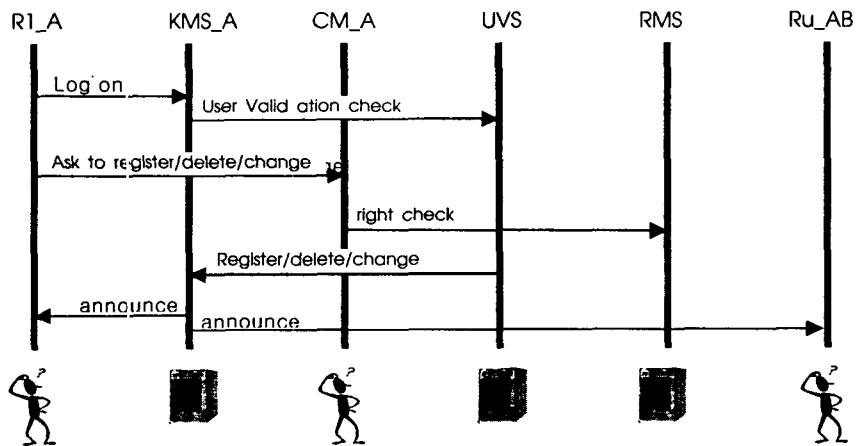 R1_A KMS_A CM_A UVS RMS Ru_AB
Log on
User Valid ation check
Ask to register/delete/change
right check
Register/delete/change
announce
announce
? ? ?